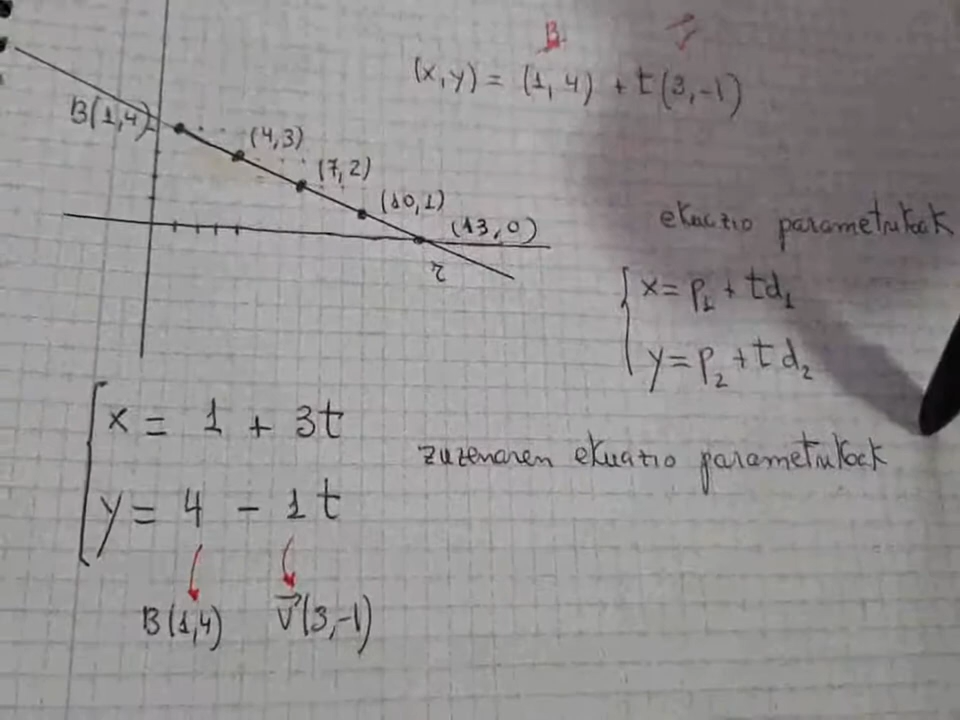 B v⃗
(x,y) = (1,4) + t(3,-1)
B(1,4)
(4,3)
(7,2)
(10,1)
(13,0)
r
ekuazio parametrikoak
x = p₁ + td₁
y = p₂ + td₂
x = 1 + 3t
y = 4 - 1t
zuzenaren ekuazio parametrikoak
B(1,4) v⃗(3,-1)